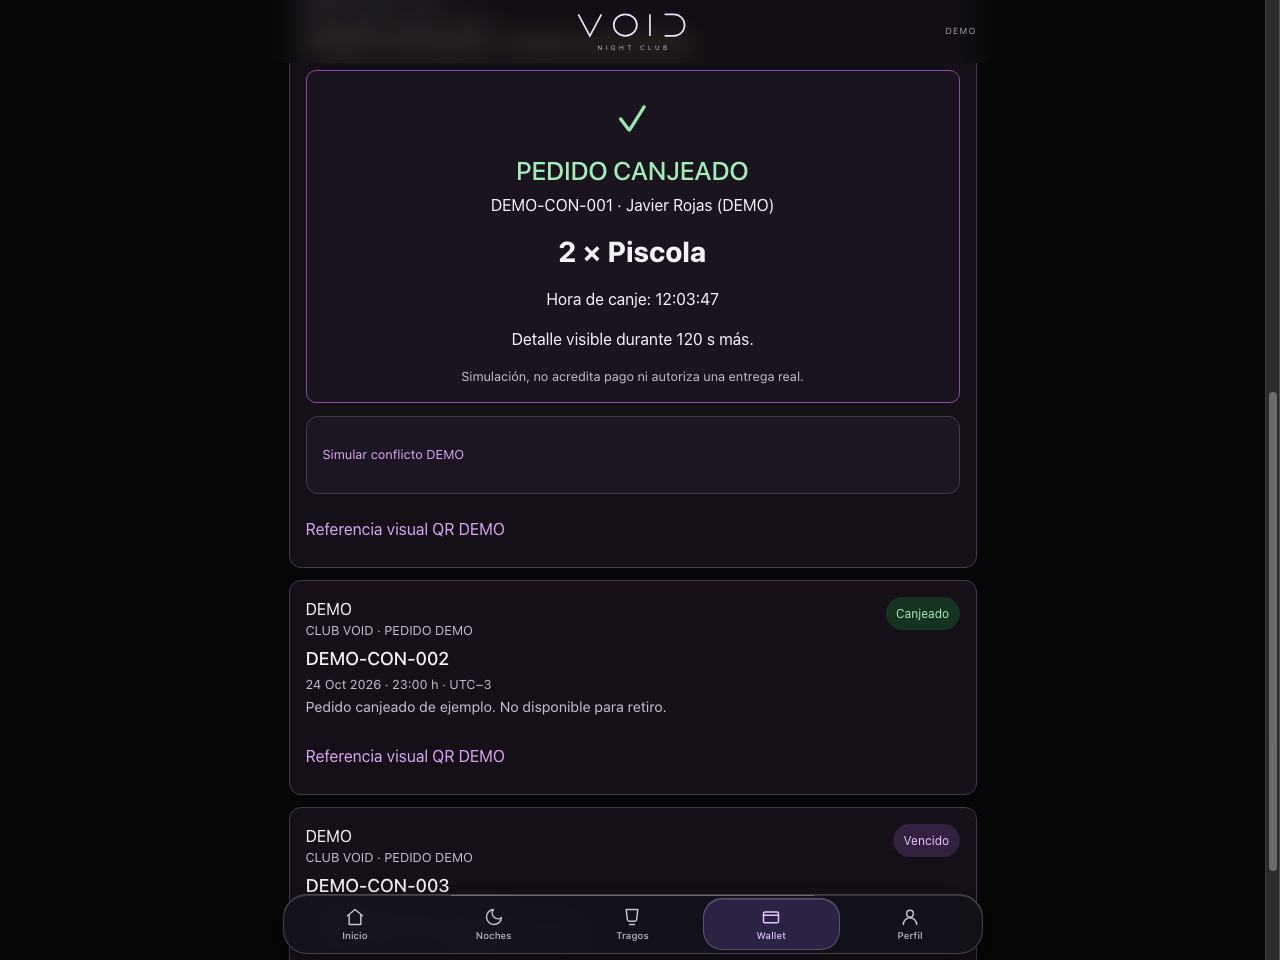 VOID
NIGHT CLUB
DEMO
PEDIDO CANJEADO
DEMO-CON-001 · Javier Rojas (DEMO)
2 × Piscola
Hora de canje: 12:03:47
Detalle visible durante 120 s más.
Simulación, no acredita pago ni autoriza una entrega real.
Simular conflicto DEMO
Referencia visual QR DEMO
DEMO
Canjeado
CLUB VOID · PEDIDO DEMO
DEMO-CON-002
24 Oct 2026 · 23:00 h · UTC−3
Pedido canjeado de ejemplo. No disponible para retiro.
Referencia visual QR DEMO
DEMO
Vencido
CLUB VOID · PEDIDO DEMO
DEMO-CON-003
Inicio
Noches
Tragos
Wallet
Perfil